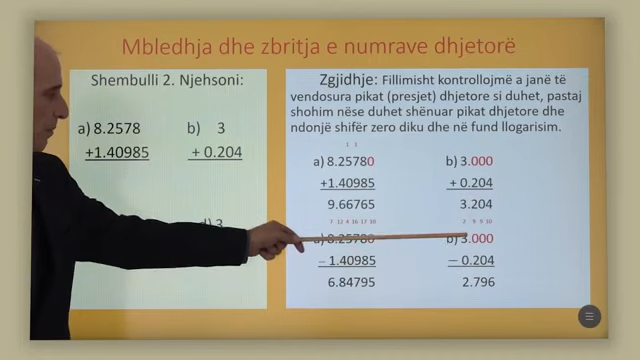 Mbledhja dhe zbritja e numrave dhjetorë
Shembulli 2. Njehsoni:
a) 8.2578 b) 3
+1.40985 + 0.204
d) 3
Zgjidhje: Fillimisht kontrollojmë a janë të
vendosura pikat (presjet) dhjetore si duhet, pastaj
shohim nëse duhet shënuar pikat dhjetore dhe
ndonjë shifër zero diku dhe në fund llogarisim.
1 1
a) 8.25780 b) 3.000
+1.40985 + 0.204
9.66765 3.204
7 12 4 16 17 10 2 9 9 10
8.25780 b) 3.000
– 1.40985 — 0.204
6.84795 2.796